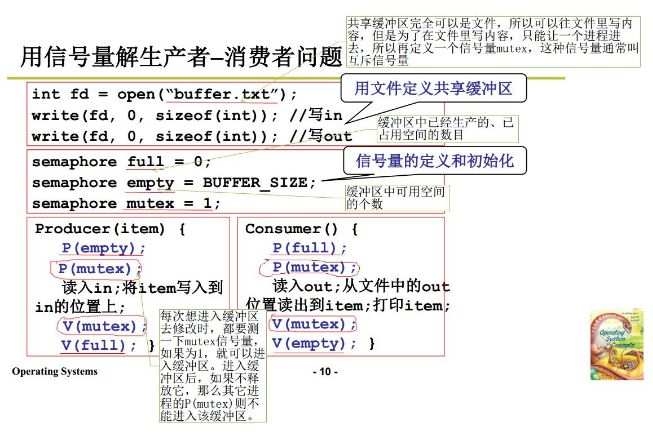 共享缓冲区完全可以是文件，所以可以往文件里写内
容，但是为了在文件里写内容，只能让一个进程进
去，所以再定义一个信号量mutex，这种信号量通常叫
互斥信号量
用信号量解生产者–消费者问题
int fd = open(“buffer.txt”);
write(fd, 0, sizeof(int)); //写in
write(fd, 0, sizeof(int)); //写out
用文件定义共享缓冲区
缓冲区中已经生产的、已
占用空间的数目
semaphore full = 0;
semaphore empty = BUFFER_SIZE;
semaphore mutex = 1;
信号量的定义和初始化
缓冲区中可用空间
的个数
Producer(item) {
P(empty);
P(mutex);
读入in;将item写入到
in的位置上;
V(mutex);
V(full); }
Consumer() {
P(full);
P(mutex);
读入out;从文件中的out
位置读出到item;打印item;
V(mutex);
V(empty); }
每次想进入缓冲区
去修改时，都要测
一下mutex信号量，
如果为1，就可以进
入缓冲区。进入缓
冲区后，如果不释
放它，那么其它进
程的P(mutex)则不
能进入该缓冲区。
Operating Systems
- 10 -
Operating
System
Concepts